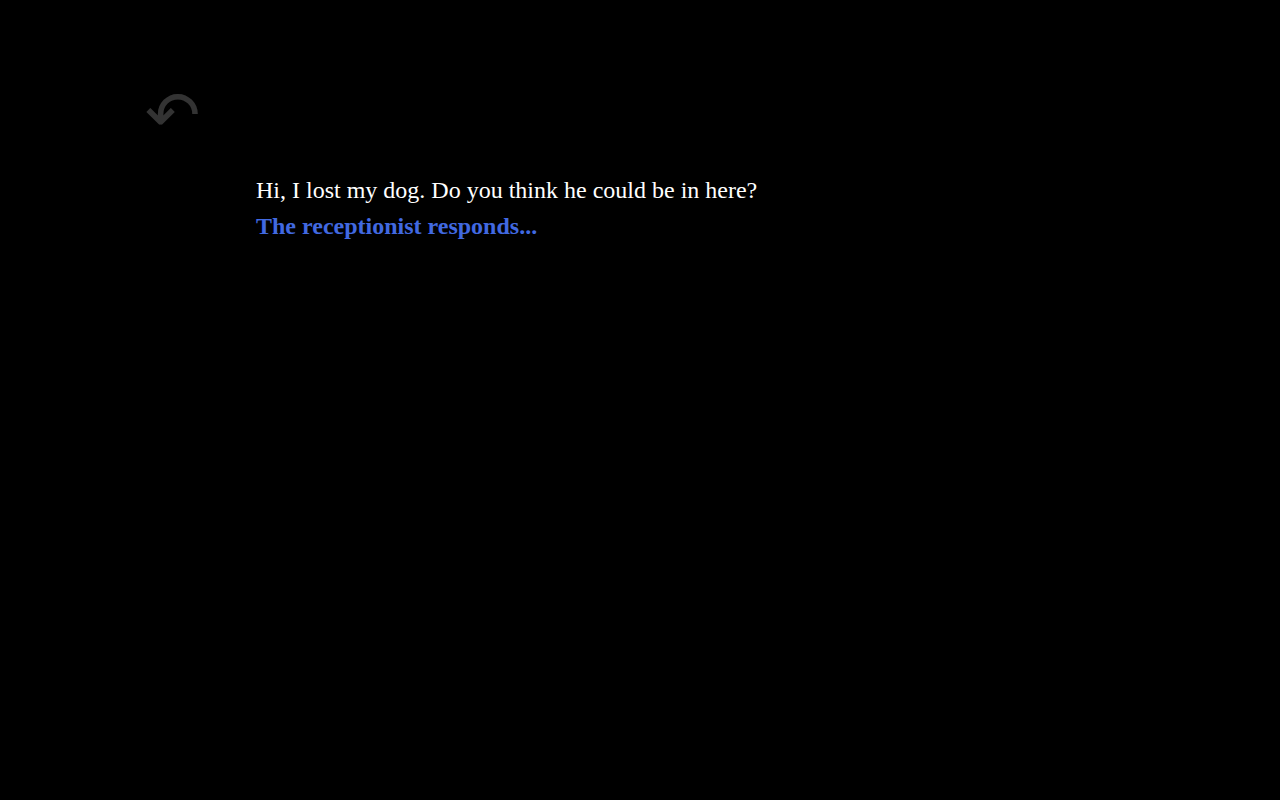 Hi, I lost my dog. Do you think he could be in here?
The receptionist responds...